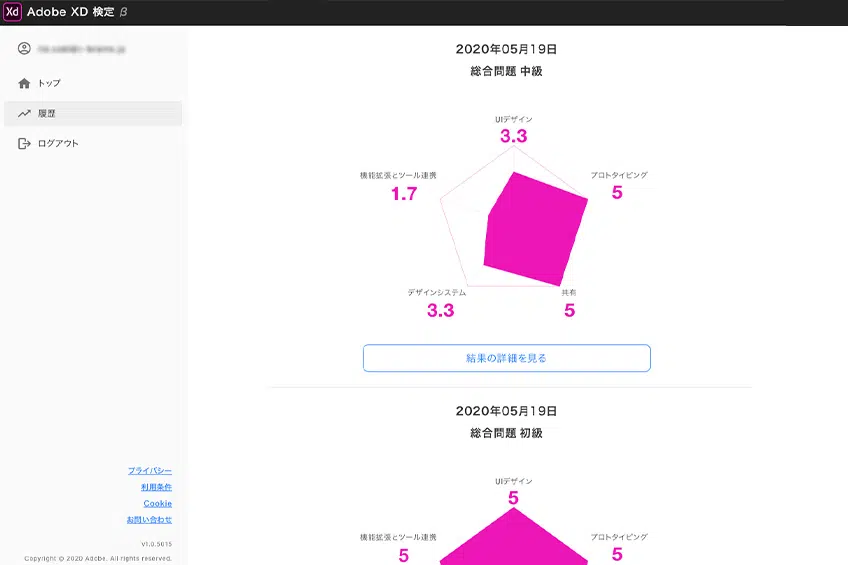 Xd Adobe XD 検定 β
トップ
履歴
ログアウト
プライバシー
利用条件
Cookie
お問い合わせ
v1.0.5015
Copyright © 2020 Adobe. All rights reserved.
2020年05月19日
総合問題 中級
UIデザイン
3.3
機能拡張とツール連携
1.7
プロトタイピング
5
デザインシステム
3.3
共有
5
結果の詳細を見る
2020年05月19日
総合問題 初級
UIデザイン
5
機能拡張とツール連携
5
プロトタイピング
5